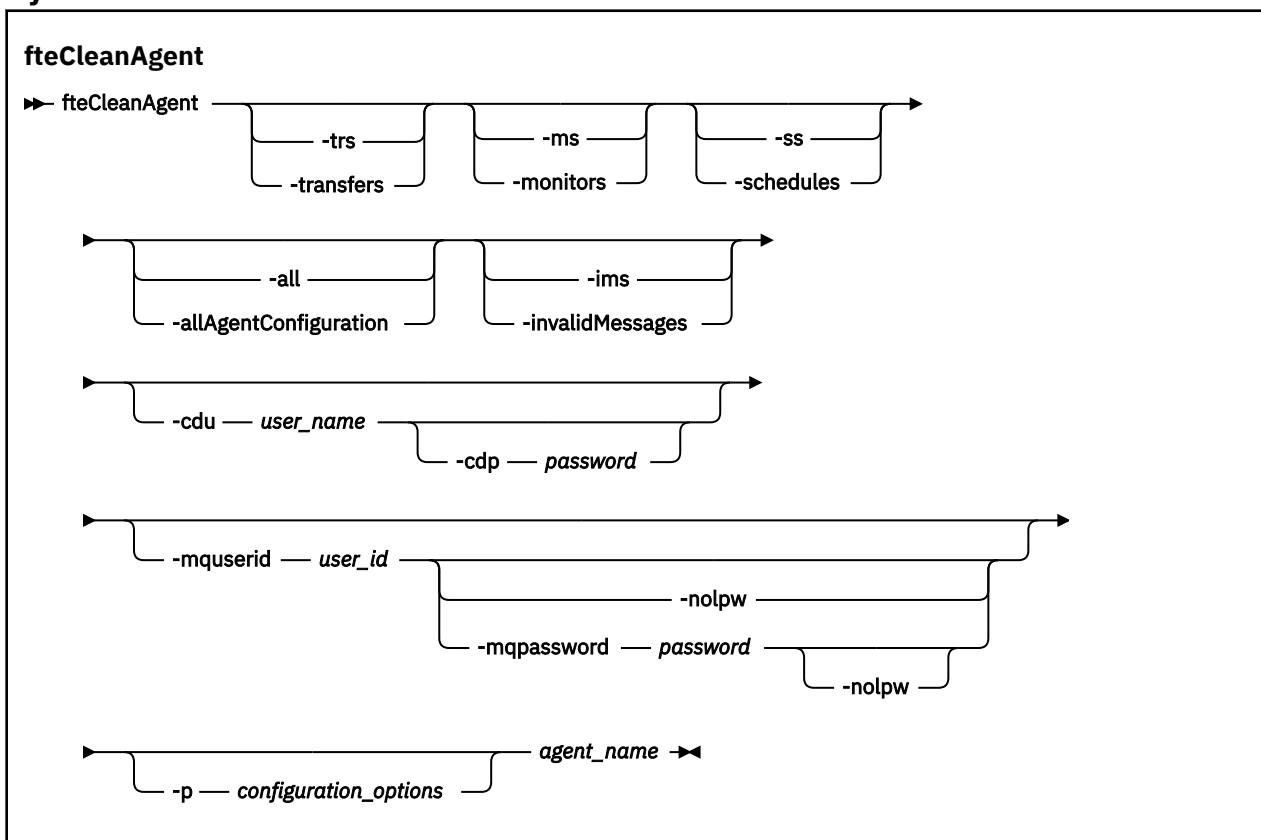 fteCleanAgent
fteCleanAgent
-trs -ms -ss
-transfers -monitors -schedules
-all -ims
-allAgentConfiguration -invalidMessages
-cdu user_name
-cdp password
-mquserid user_id
-nolpw
-mqpassword password
-nolpw
agent_name
-p configuration_options